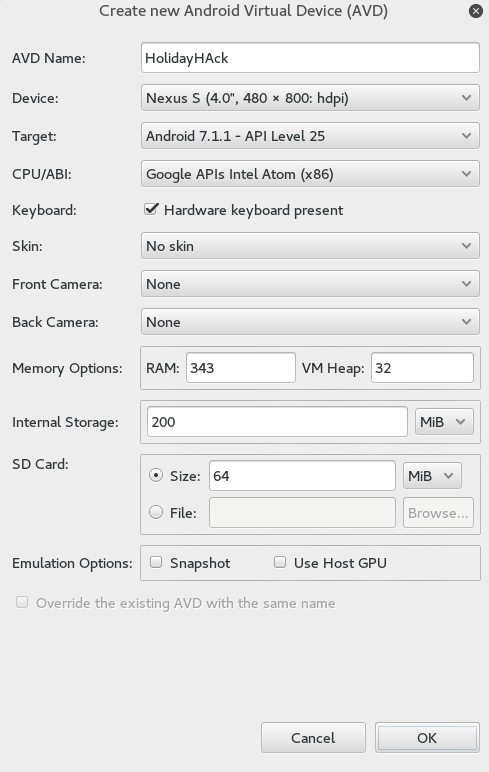 Create new Android Virtual Device (AVD)
AVD Name: HolidayHAck
Device: Nexus S (4.0", 480 × 800: hdpi)
Target: Android 7.1.1 - API Level 25
CPU/ABI: Google APIs Intel Atom (x86)
Keyboard: Hardware keyboard present
Skin: No skin
Front Camera: None
Back Camera: None
Memory Options: RAM: 343 VM Heap: 32
Internal Storage: 200 MiB
SD Card:
Size: 64 MiB
File: Browse...
Emulation Options: Snapshot Use Host GPU
Override the existing AVD with the same name
Cancel OK